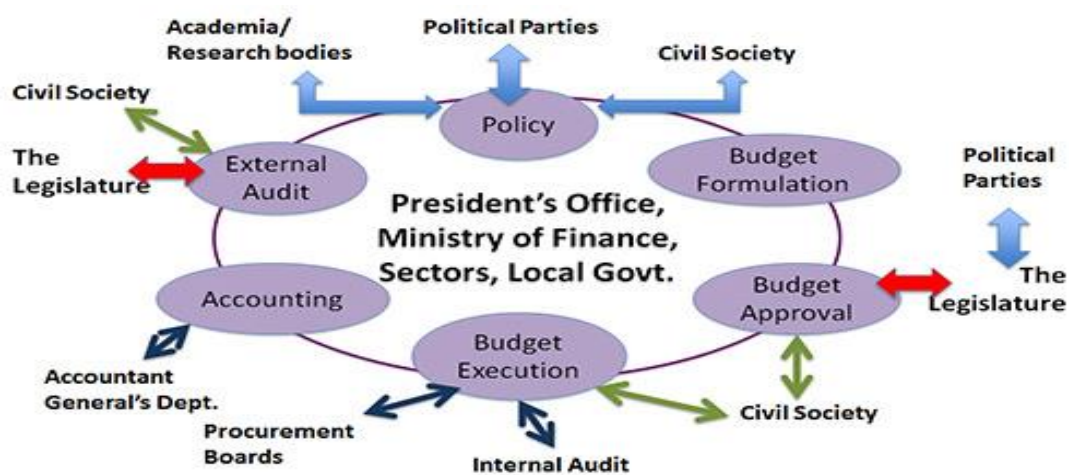 Academia/
Research bodies
Political Parties
Civil Society
Civil Society
Policy
The
Legislature
External
Audit
Budget
Formulation
Political
Parties
President's Office,
Ministry of Finance,
Sectors, Local Govt.
Accounting
Budget
Approval
The
Legislature
Budget
Execution
Accountant
General's Dept.
Procurement
Boards
Internal Audit
Civil Society